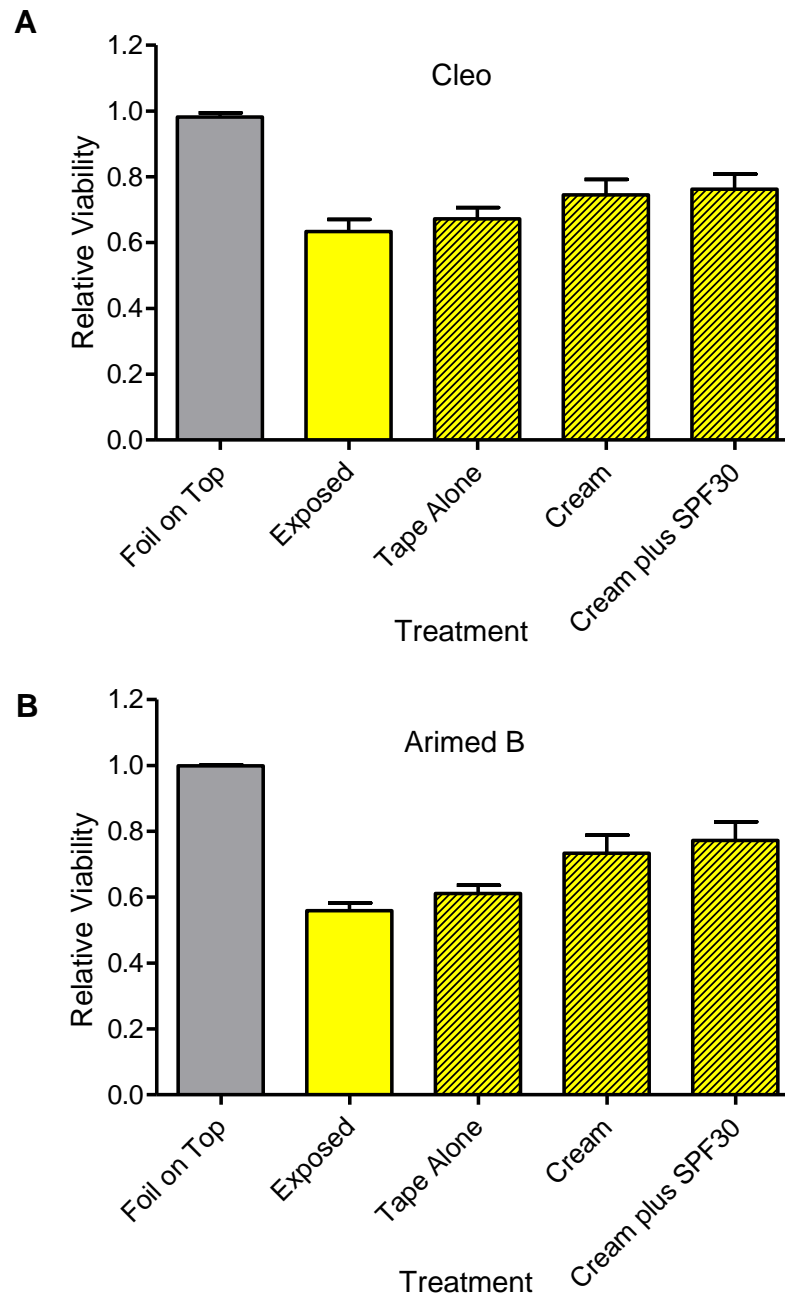 A
Cleo
Relative Viability
1.2
1.0
0.8
0.6
0.4
0.2
0.0
Foil on Top
Exposed
Tape Alone
Cream
Cream plus SPF30
Treatment
B
Arimed B
Relative Viability
1.2
1.0
0.8
0.6
0.4
0.2
0.0
Foil on Top
Exposed
Tape Alone
Cream
Cream plus SPF30
Treatment